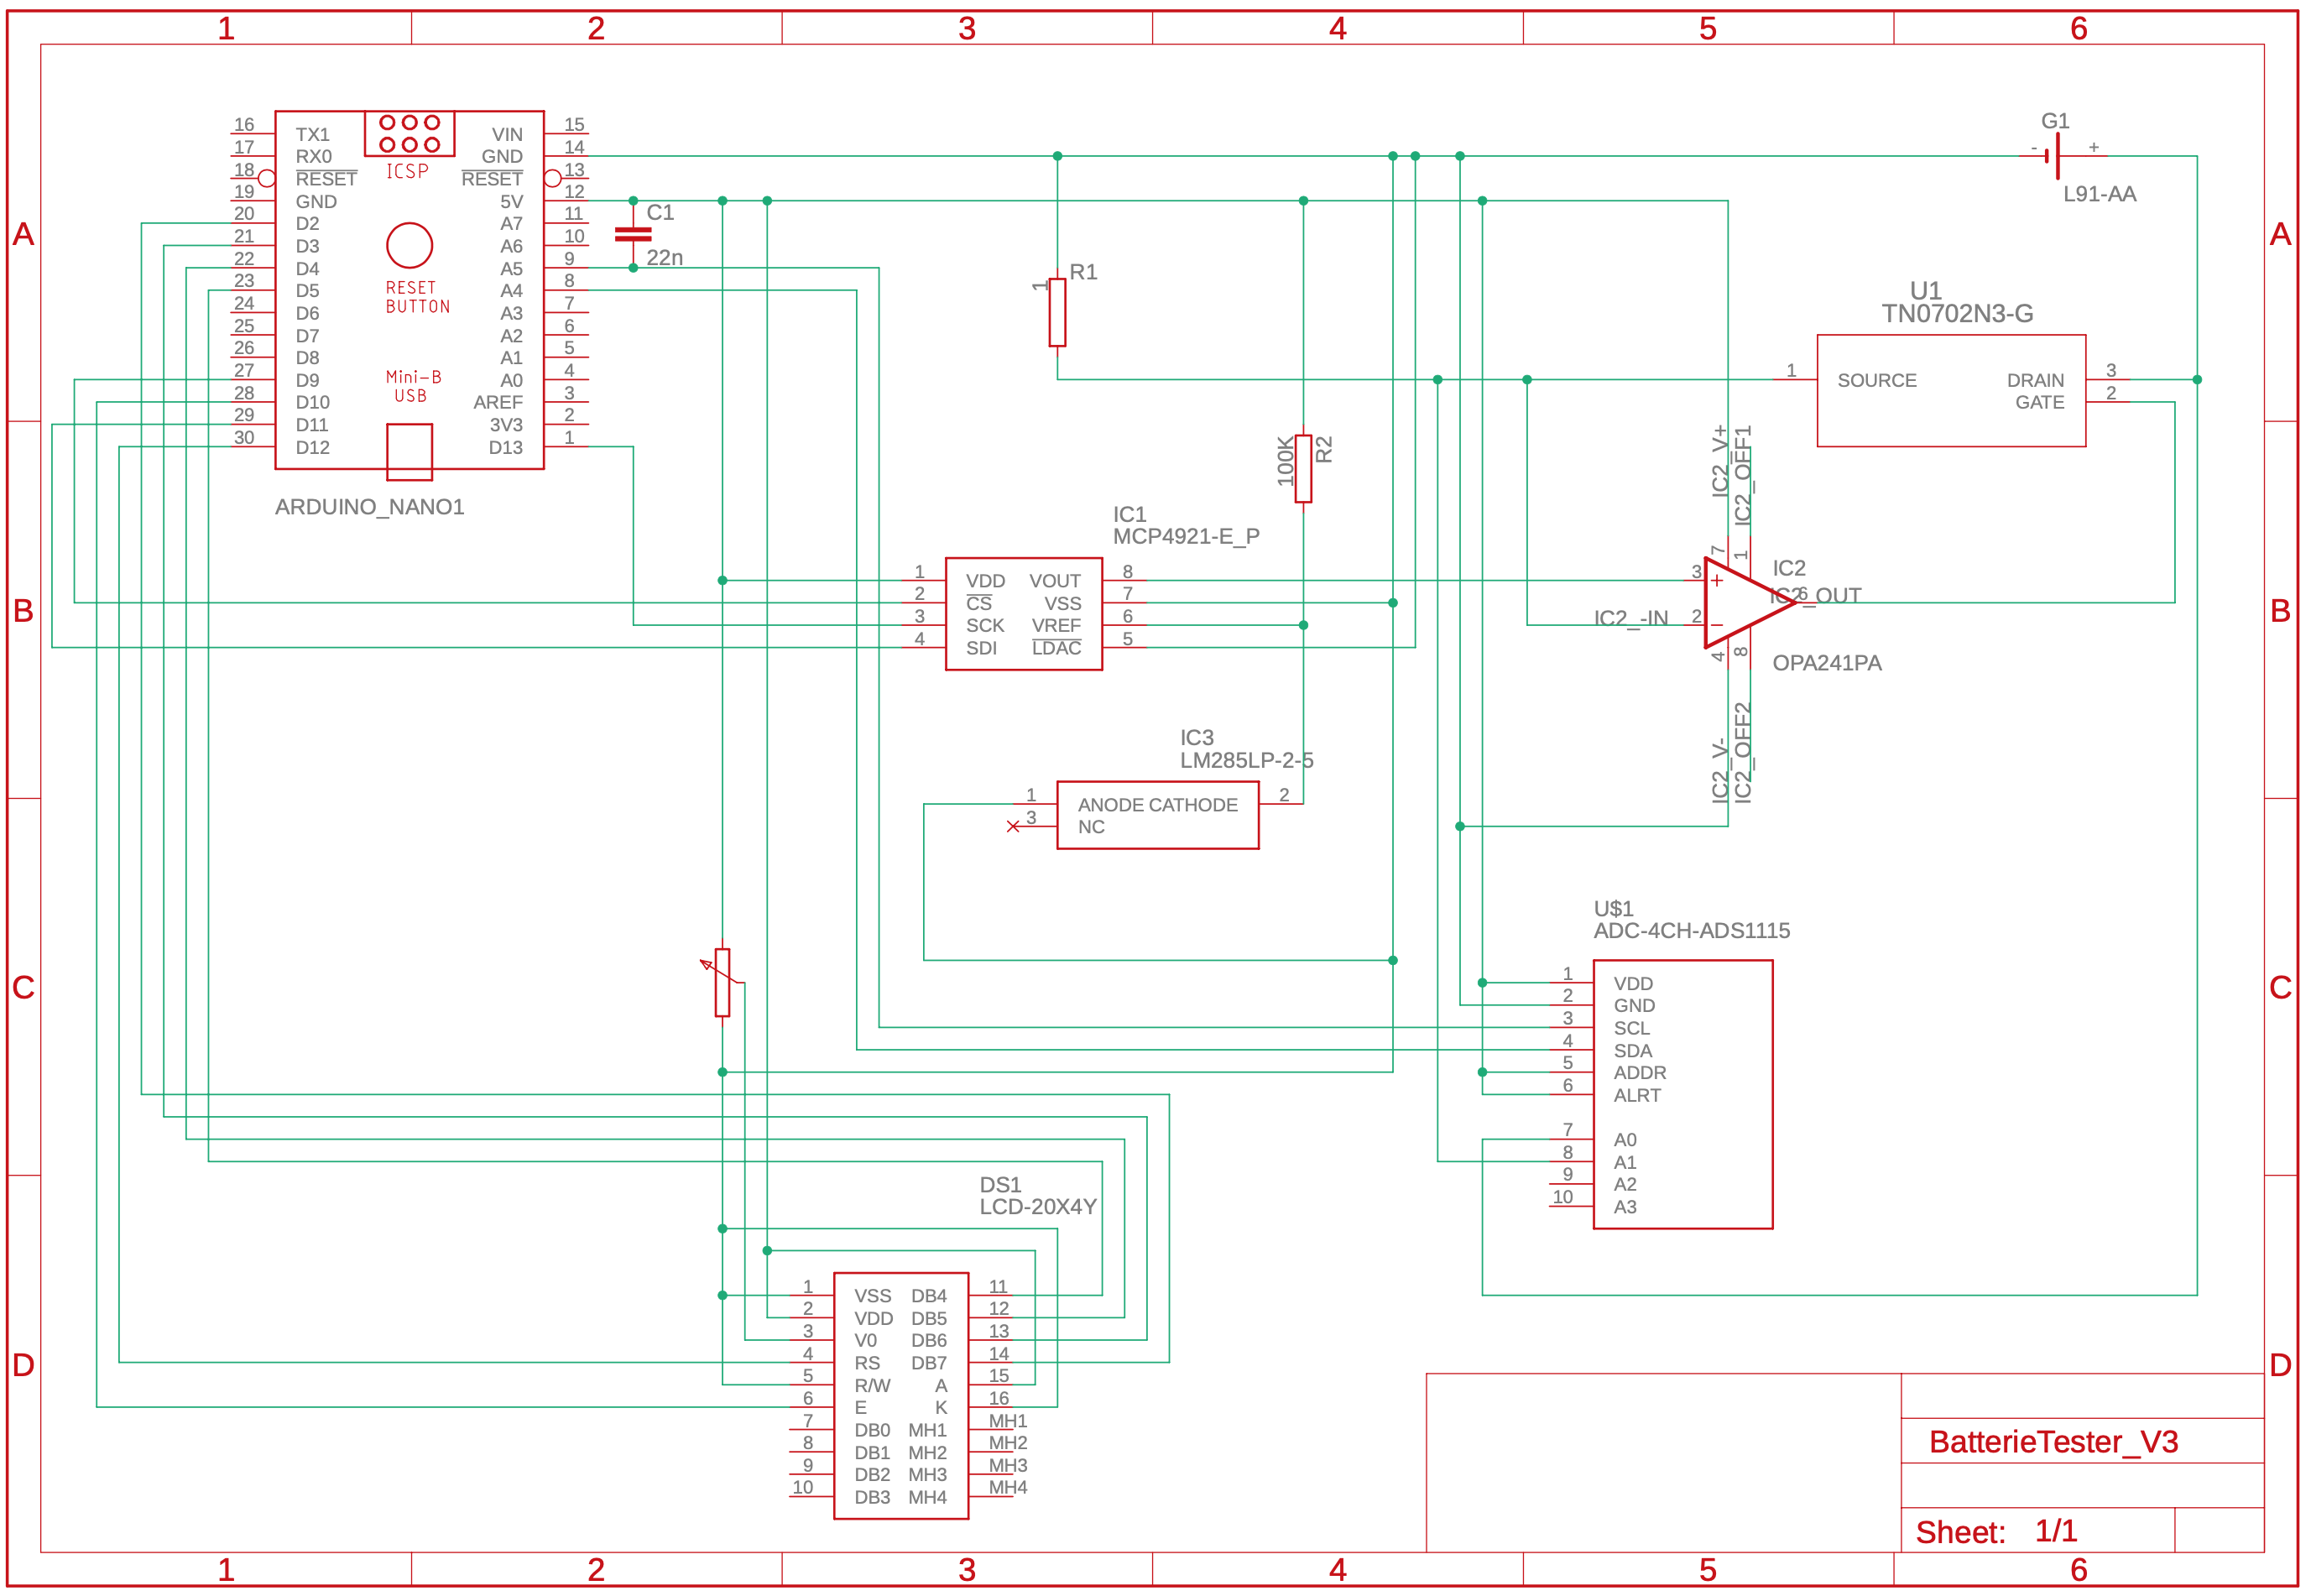 1 2 3 4 5 6
A
B
C
D
A
B
C
D
1 2 3 4 5 6
16 TX1
17 RX0
18 RESET
19 GND
20 D2
21 D3
22 D4
23 D5
24 D6
25 D7
26 D8
27 D9
28 D10
29 D11
30 D12
ICSP
RESET
BUTTON
Mini-B
USB
VIN 15
GND 14
RESET 13
5V 12
A7 11
A6 10
A5 9
A4 8
A3 7
A2 6
A1 5
A0 4
AREF 3
3V3 2
D13 1
ARDUINO_NANO1
C1
22n
R1
1
R2
100K
G1
- +
L91-AA
U1
TN0702N3-G
1 SOURCE
DRAIN 3
GATE 2
IC1
MCP4921-E_P
1 VDD VOUT 8
2 CS VSS 7
3 SCK VREF 6
4 SDI LDAC 5
IC2_V+
IC2_OFF1
7 1
IC2
3 +
IC2_OUT
6
IC2_-IN 2 −
4 8
OPA241PA
IC2_V-
IC2_OFF2
IC3
LM285LP-2-5
1 ANODE CATHODE 2
3 NC
U$1
ADC-4CH-ADS1115
1 VDD
2 GND
3 SCL
4 SDA
5 ADDR
6 ALRT
7 A0
8 A1
9 A2
10 A3
DS1
LCD-20X4Y
1 VSS DB4 11
2 VDD DB5 12
3 V0 DB6 13
4 RS DB7 14
5 R/W A 15
6 E K 16
7 DB0 MH1 MH1
8 DB1 MH2 MH2
9 DB2 MH3 MH3
10 DB3 MH4 MH4
BatterieTester_V3
Sheet: 1/1